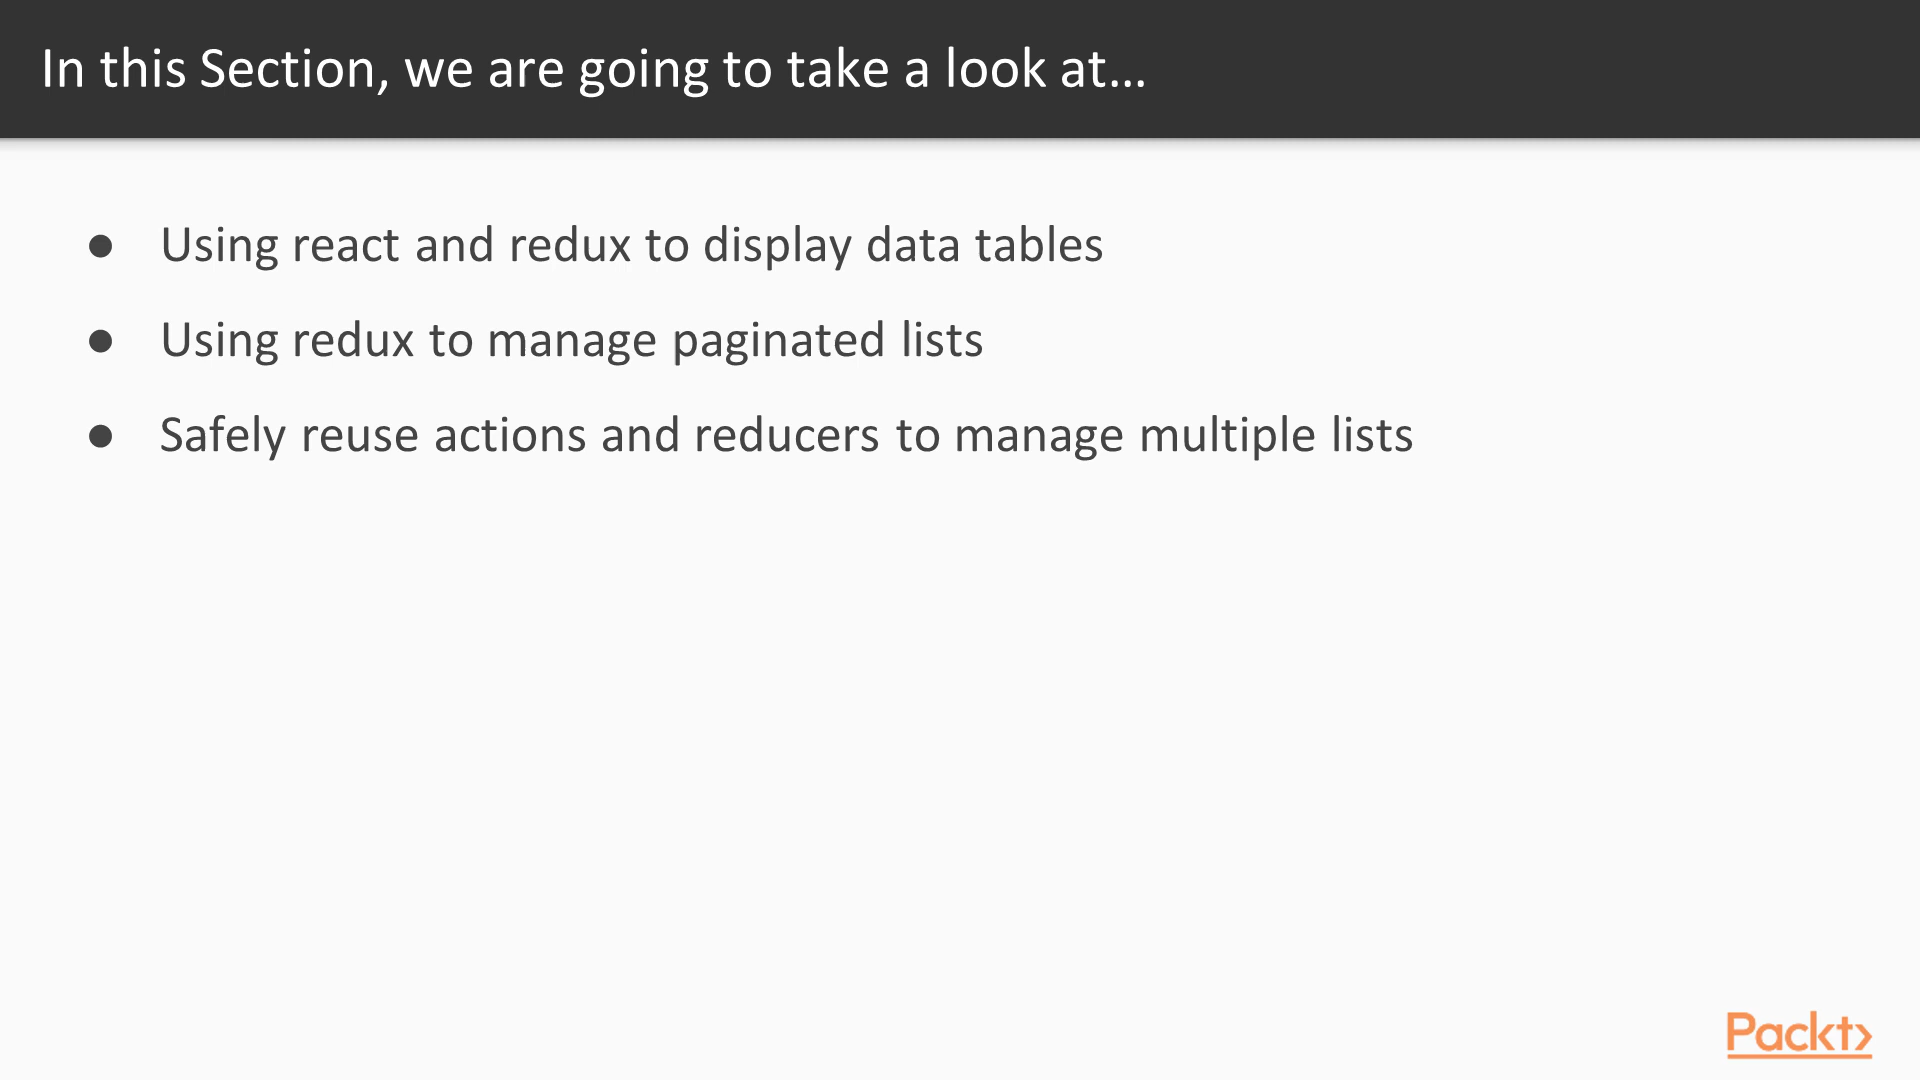 In this Section, we are going to take a look at…
● Using react and redux to display data tables
● Using redux to manage paginated lists
● Safely reuse actions and reducers to manage multiple lists
Packt>